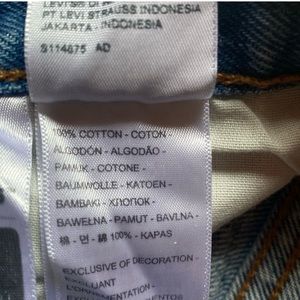 PT LEVI STRAUSS INDONESIA
JAKARTA - INDONESIA
S114675 AD
100% COTTON - COTON -
ALGODÓN - ALGODÃO -
PAMUK - COTONE -
BAUMWOLLE - KATOEN -
BAMBAKI - ХЛОПОК -
BAWEŁNA - PAMUT - BAVLNA -
棉 - 면 - 綿 100% - KAPAS
EXCLUSIVE OF DECORATION -
EXCLUANT